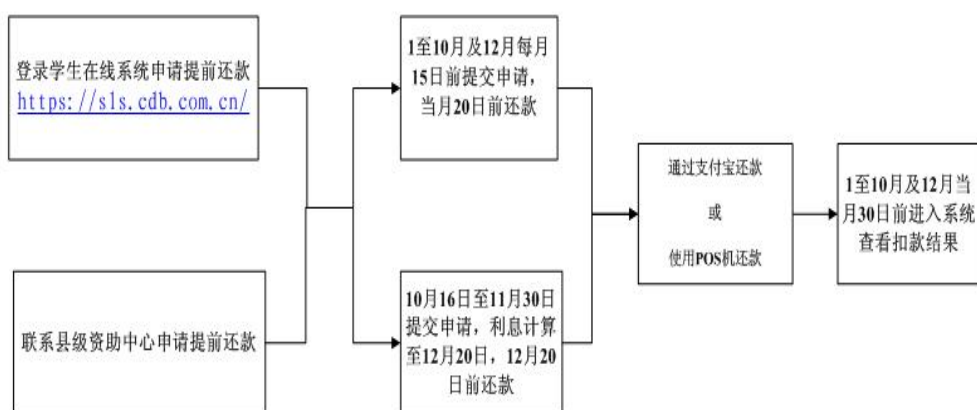 登录学生在线系统申请提前还款
https://sls.cdb.com.cn/
联系县级资助中心申请提前还款
1至10月及12月每月
15日前提交申请,
当月20日前还款
10月16日至11月30日
提交申请，利息计算
至12月20日，12月20
日前还款
通过支付宝还款
或
使用POS机还款
1至10月及12月当
月30日前进入系统
查看扣款结果